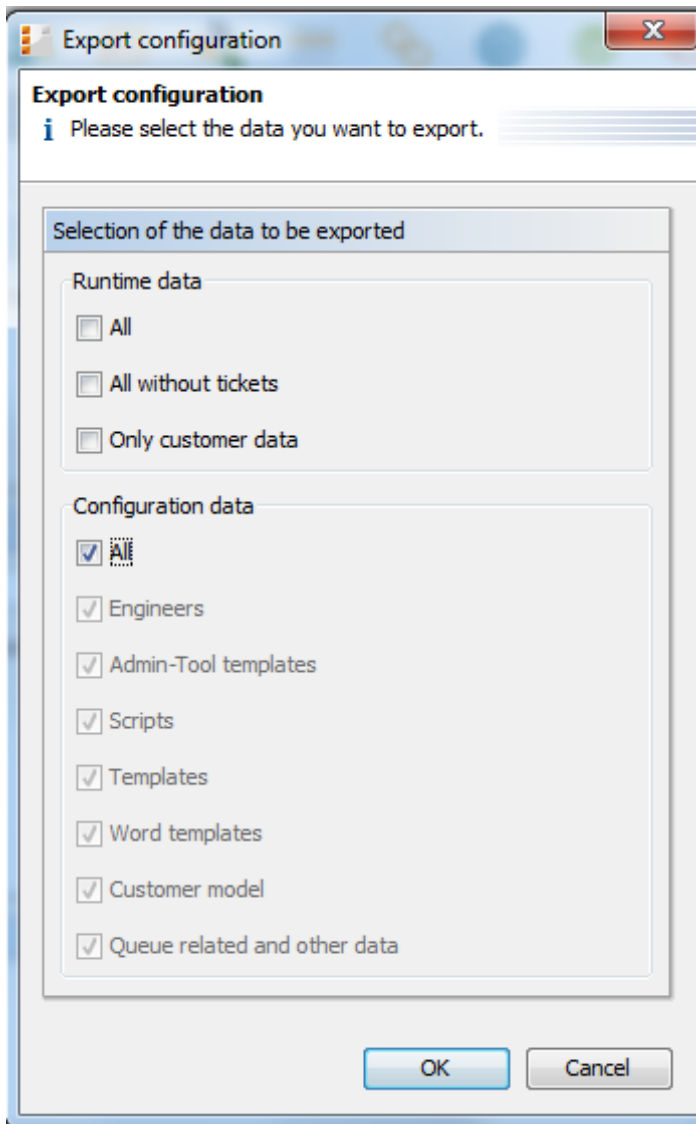 Export configuration
Export configuration
Please select the data you want to export.
Selection of the data to be exported
Runtime data
All
All without tickets
Only customer data
Configuration data
All
Engineers
Admin-Tool templates
Scripts
Templates
Word templates
Customer model
Queue related and other data
OK
Cancel